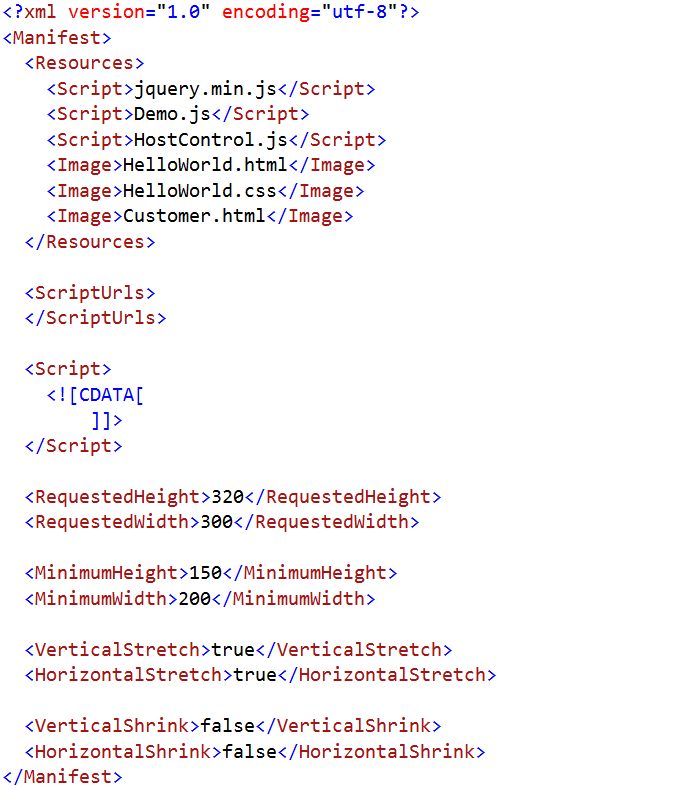 <?xml version="1.0" encoding="utf-8"?>
<Manifest>
  <Resources>
    <Script>jquery.min.js</Script>
    <Script>Demo.js</Script>
    <Script>HostControl.js</Script>
    <Image>HelloWorld.html</Image>
    <Image>HelloWorld.css</Image>
    <Image>Customer.html</Image>
  </Resources>

  <ScriptUrls>
  </ScriptUrls>

  <Script>
    <![CDATA[
        ]]>
  </Script>

  <RequestedHeight>320</RequestedHeight>
  <RequestedWidth>300</RequestedWidth>

  <MinimumHeight>150</MinimumHeight>
  <MinimumWidth>200</MinimumWidth>

  <VerticalStretch>true</VerticalStretch>
  <HorizontalStretch>true</HorizontalStretch>

  <VerticalShrink>false</VerticalShrink>
  <HorizontalShrink>false</HorizontalShrink>
</Manifest>